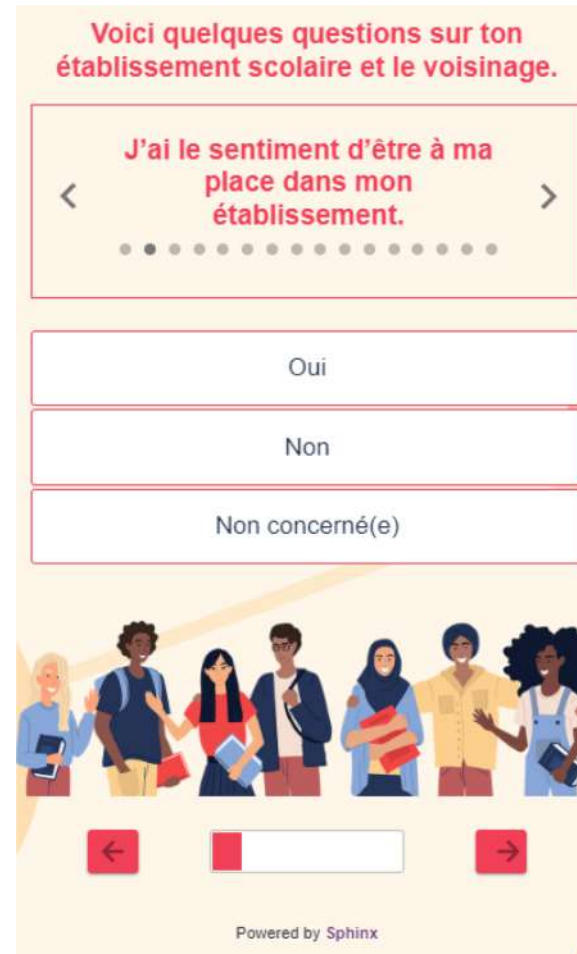 Voici quelques questions sur ton
établissement scolaire et le voisinage.
J’ai le sentiment d’être à ma
place dans mon
établissement.
Oui
Non
Non concerné(e)
Powered by Sphinx